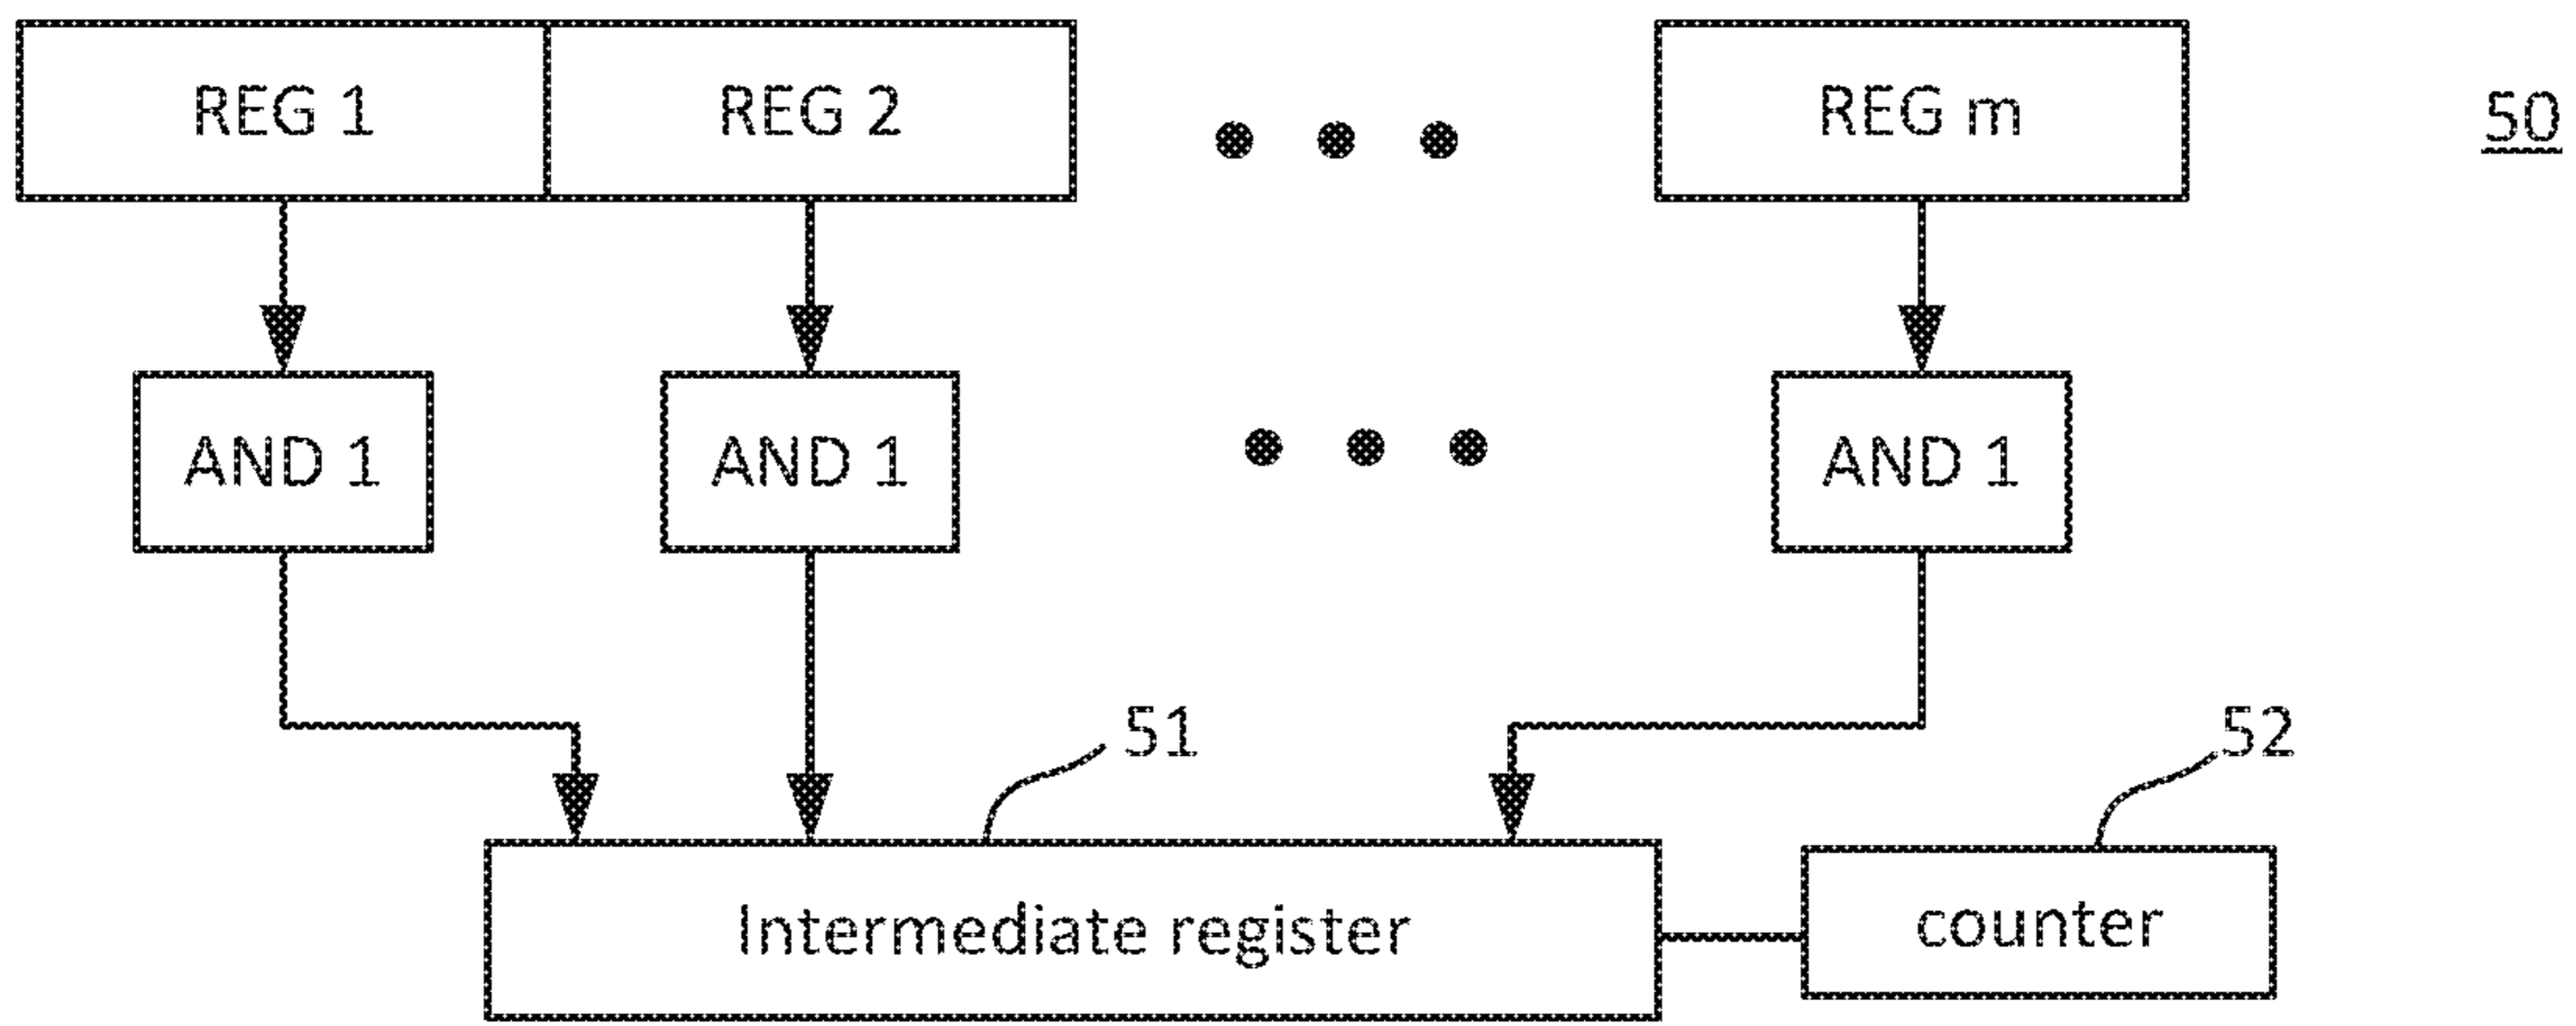 REG 1
REG 2
REG m
50
AND 1
AND 1
AND 1
51
52
Intermediate register
counter